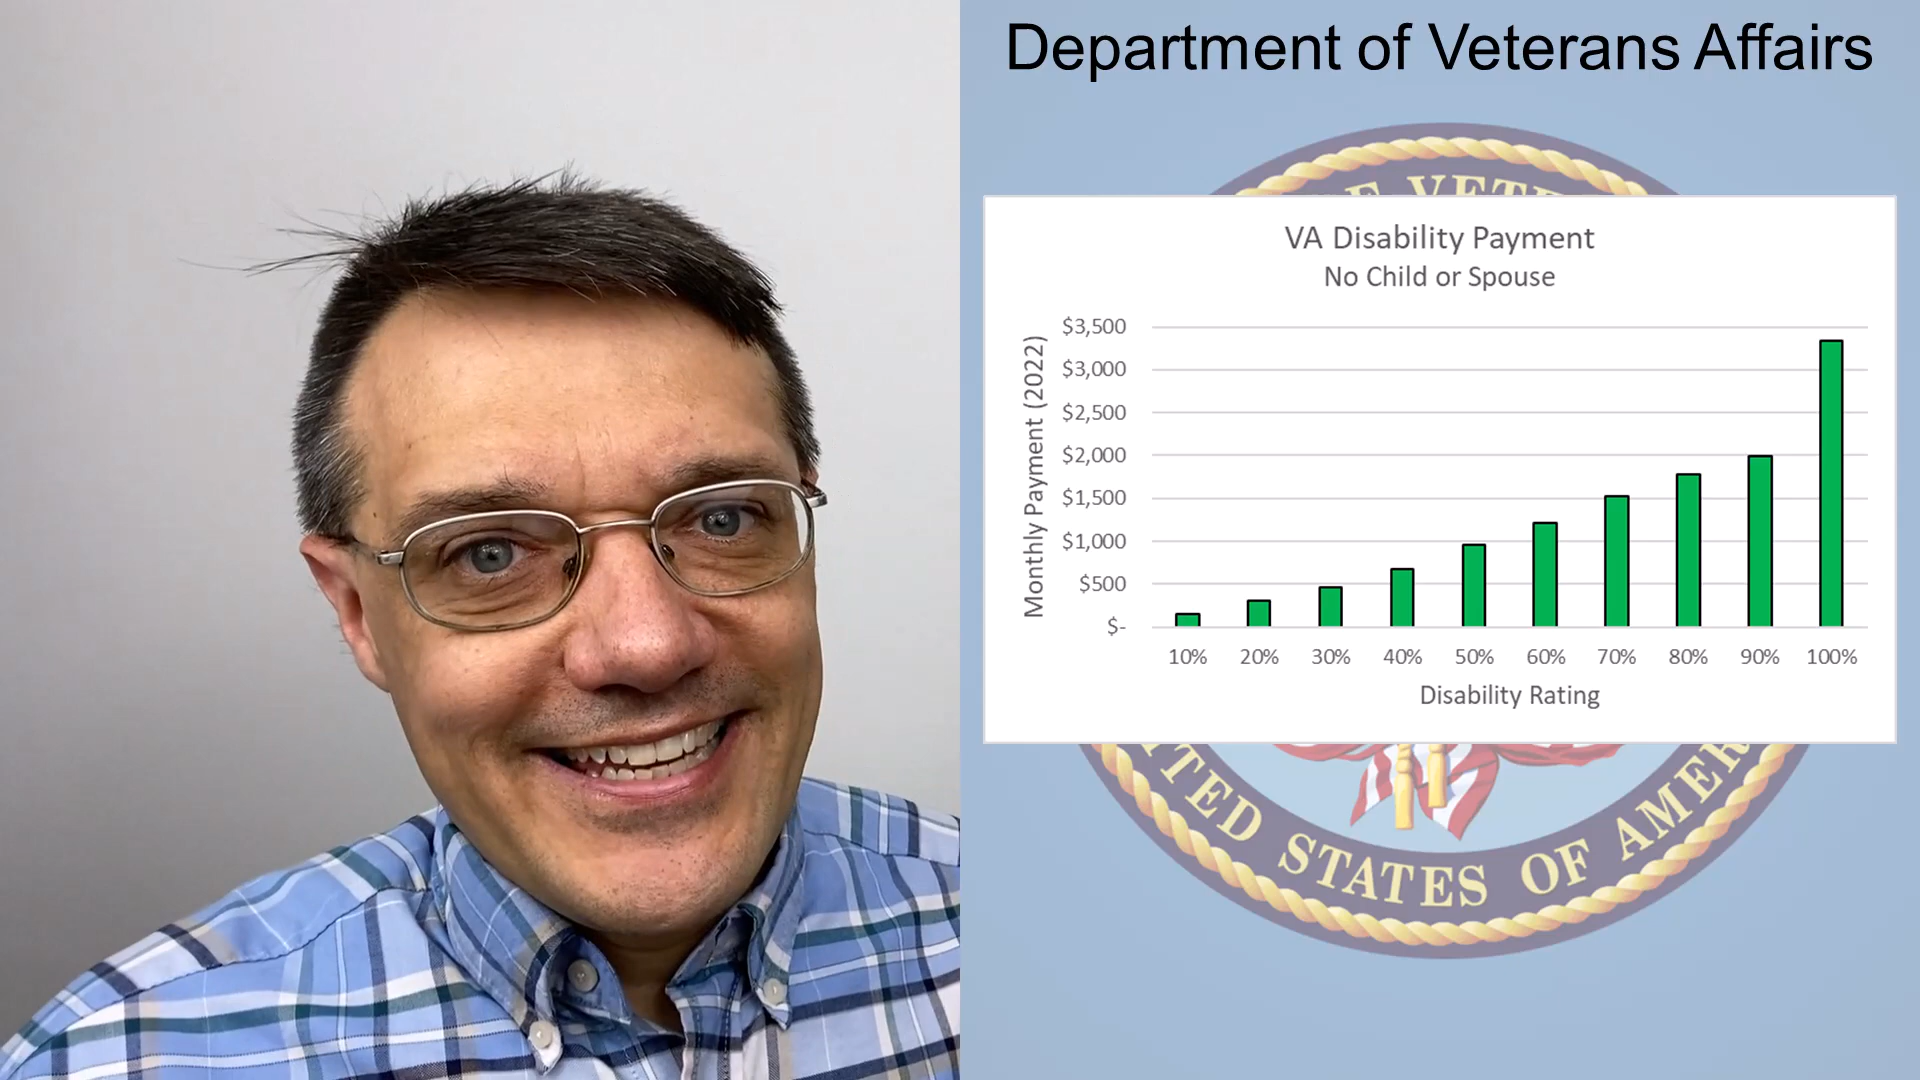 Department of Veterans Affairs
VA Disability Payment
No Child or Spouse
Monthly Payment (2022)
$3,500
$3,000
$2,500
$2,000
$1,500
$1,000
$500
$-
10% 20% 30% 40% 50% 60% 70% 80% 90% 100%
Disability Rating
STATES OF